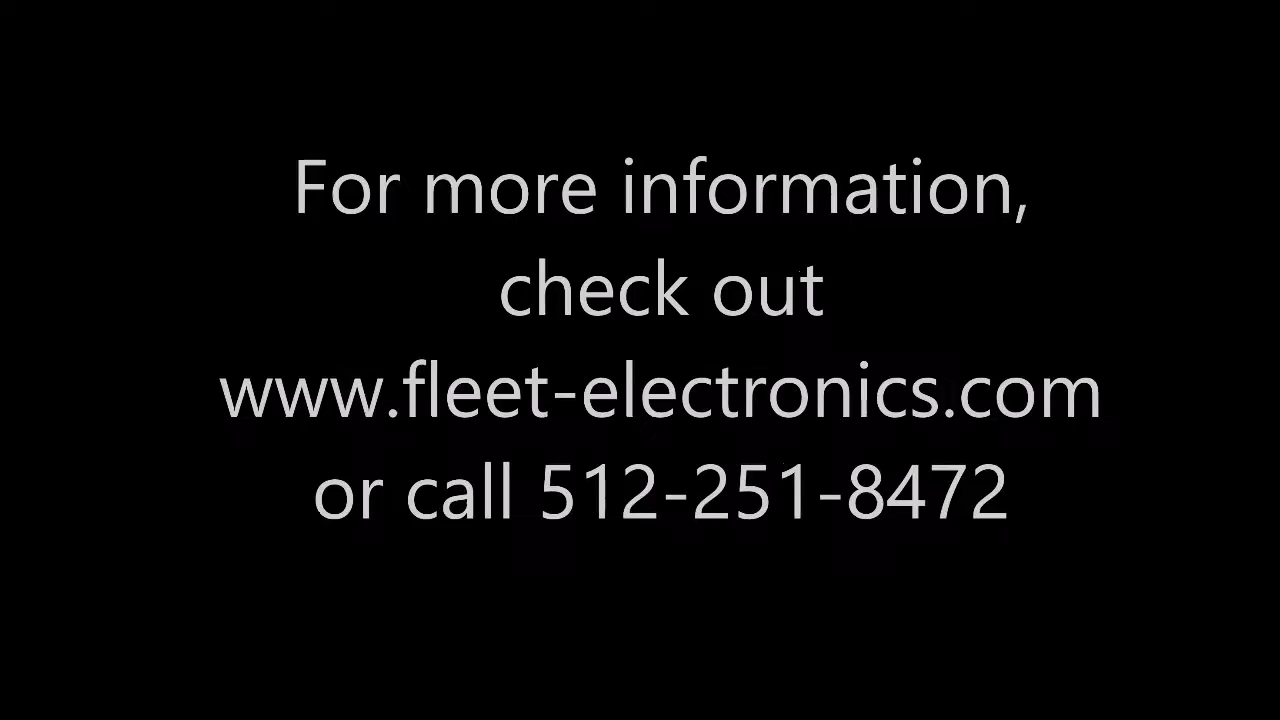 For more information,
check out
www.fleet-electronics.com
or call 512-251-8472